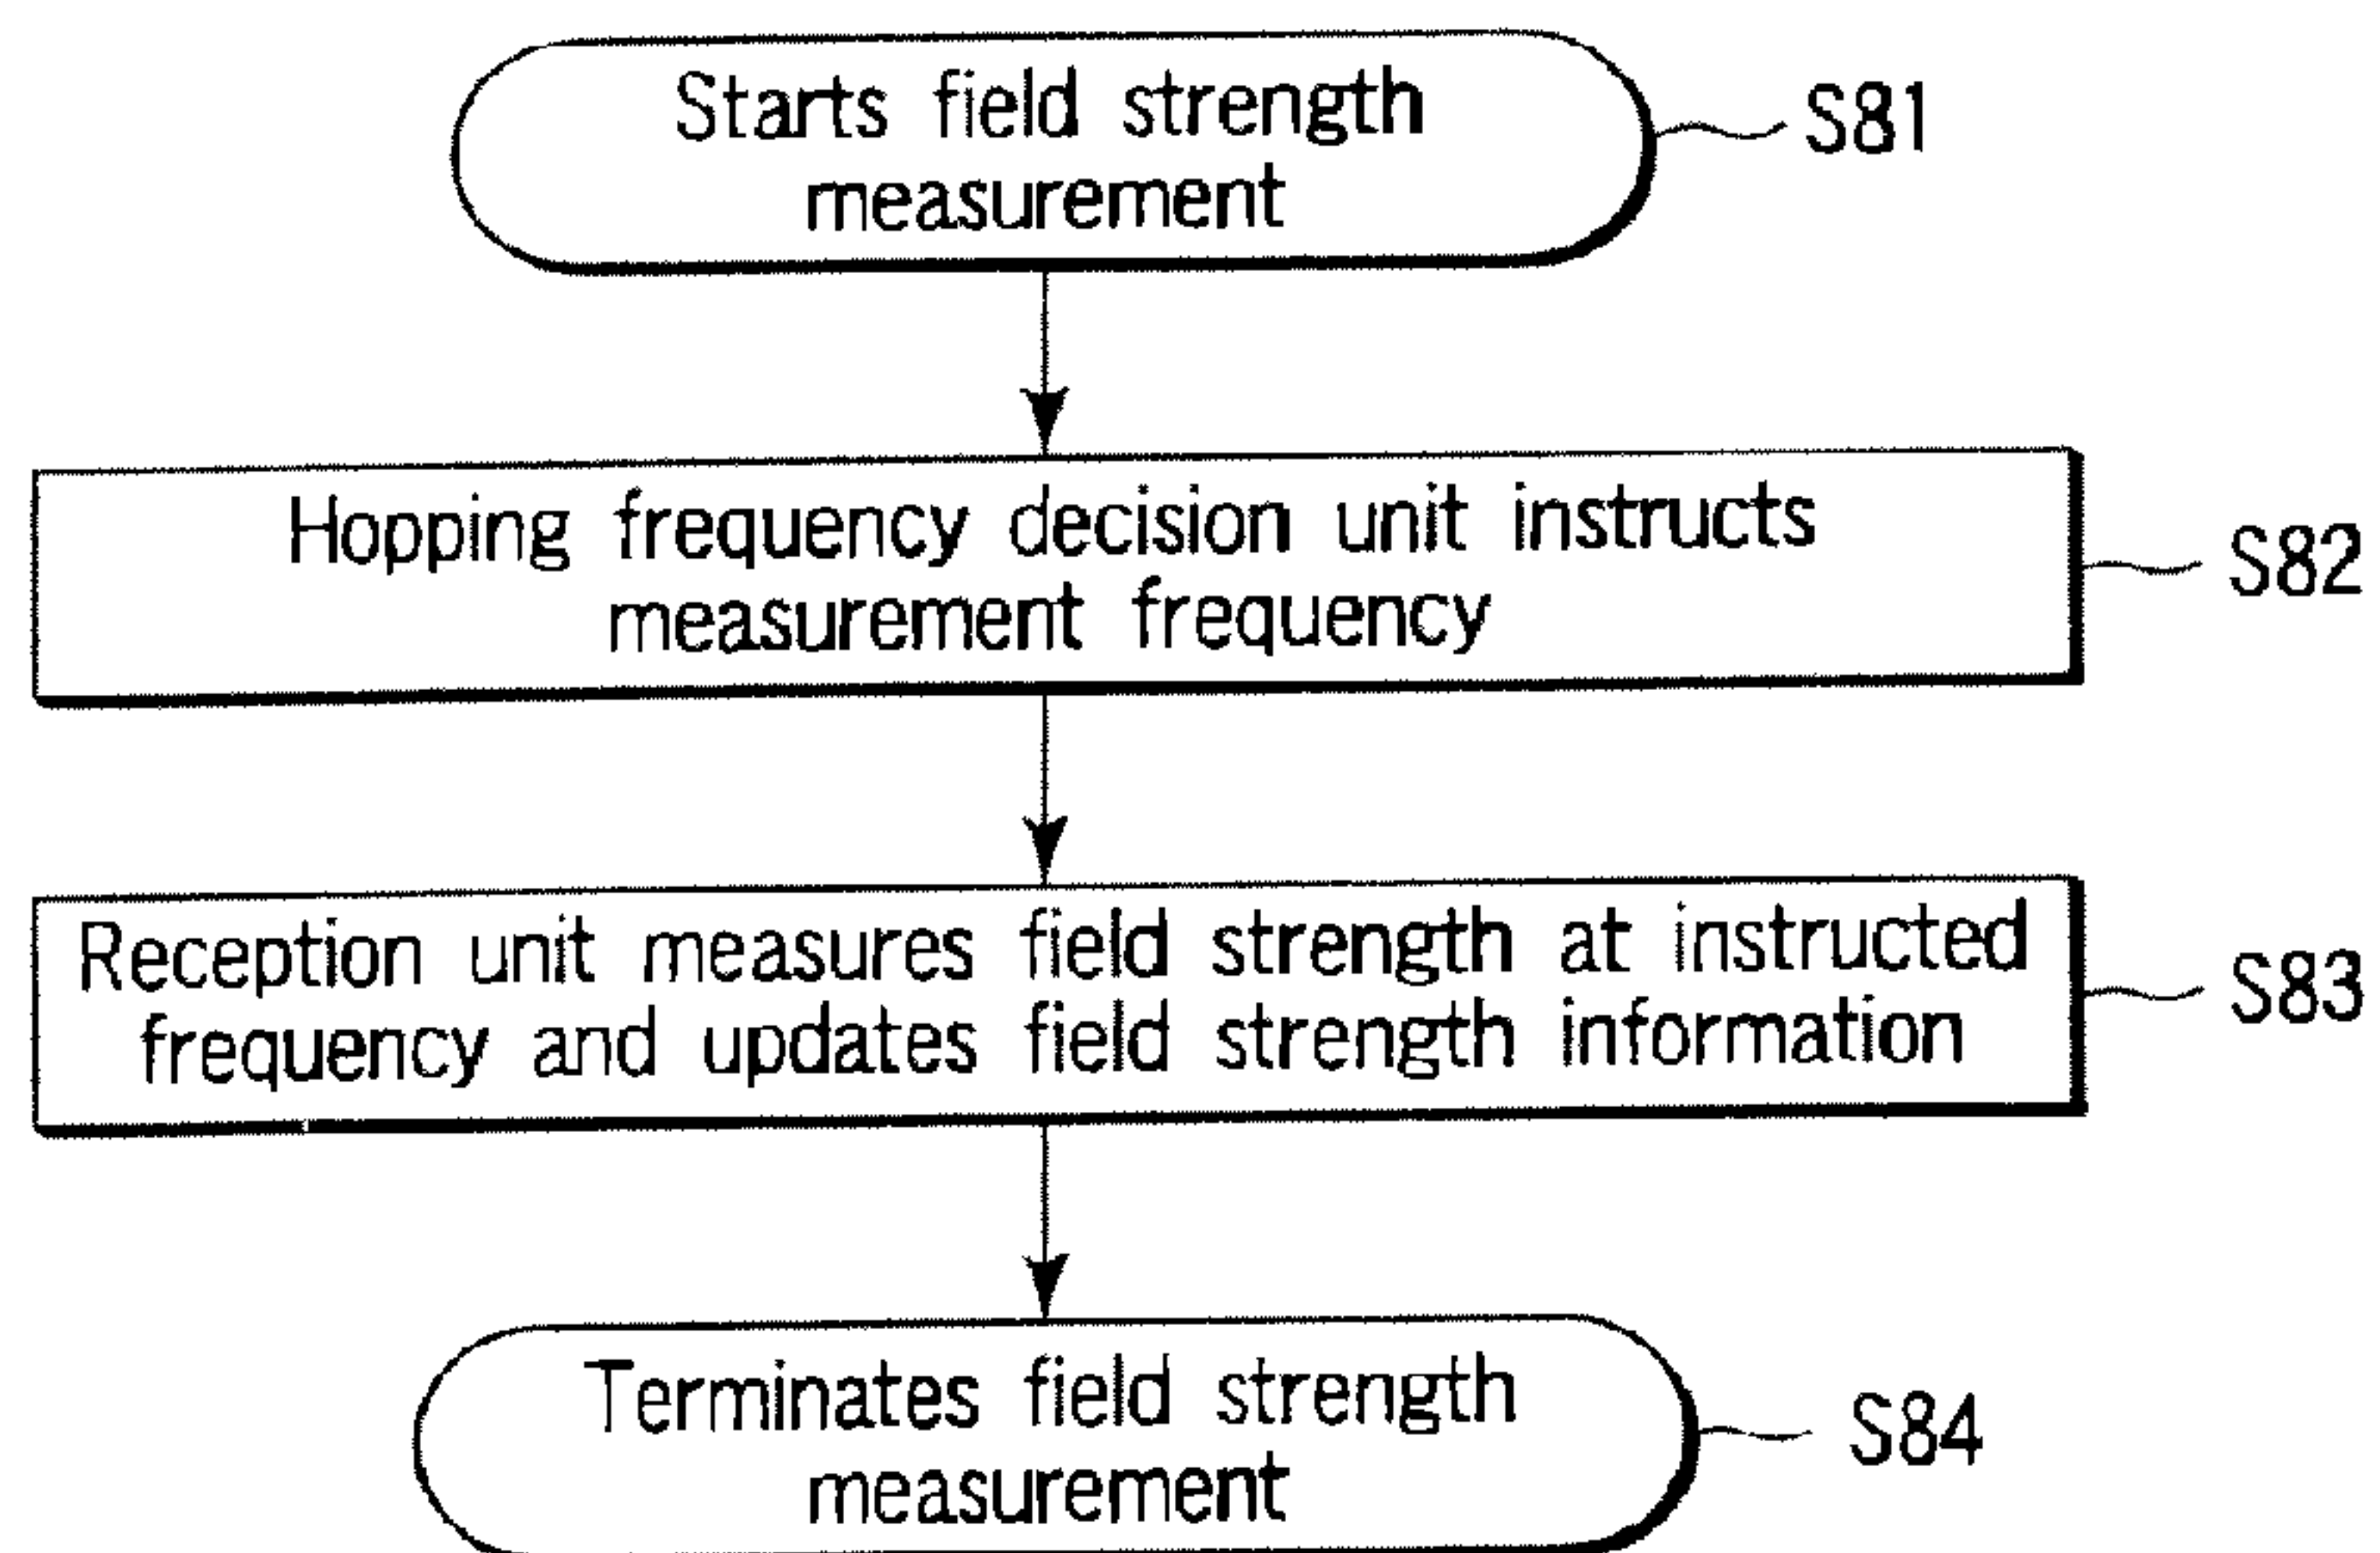 Starts field strength
measurement
S81
Hopping frequency decision unit instructs
measurement frequency
S82
Reception unit measures field strength at instructed
frequency and updates field strength information
S83
Terminates field strength
measurement
S84